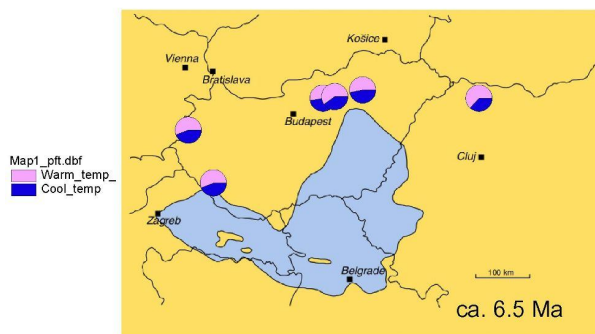 Košice
Vienna
Bratislava
Budapest
Map1_pft.dbf
Warm_temp_
Cool_temp
Cluj
Zagreb
Belgrade
100 km
ca. 6.5 Ma